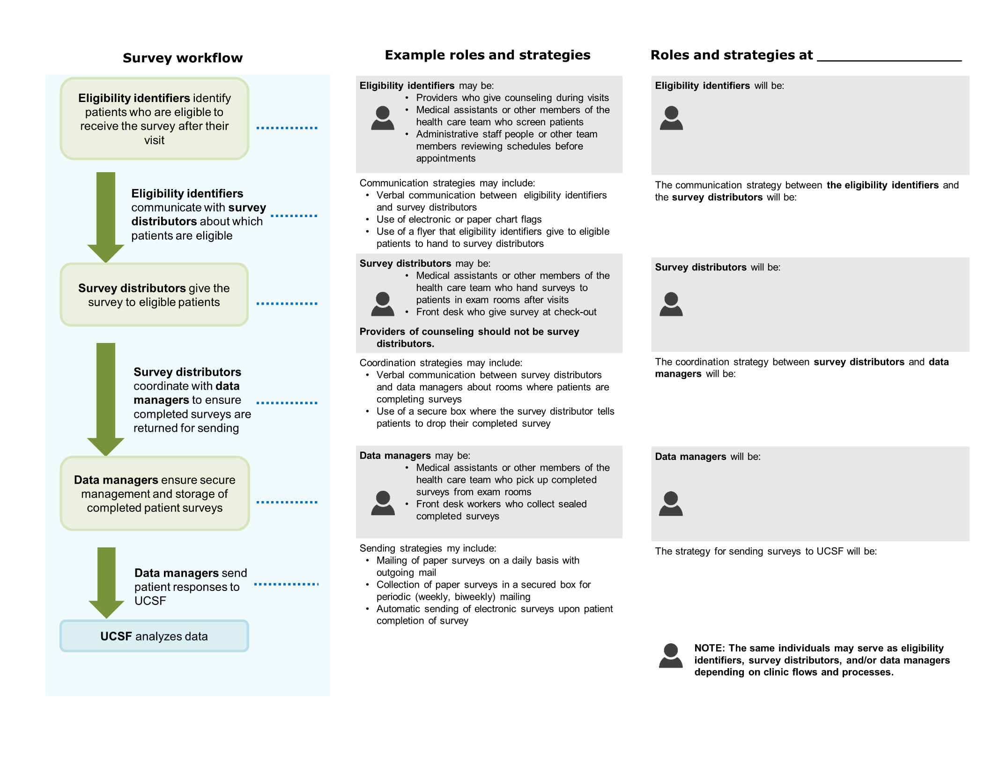 Survey workflow
Eligibility identifiers identify
patients who are eligible to
receive the survey after their
visit
Eligibility identifiers
communicate with survey
distributors about which
patients are eligible
Survey distributors give the
survey to eligible patients
Survey distributors
coordinate with data
managers to ensure
completed surveys are
returned for sending
Data managers ensure secure
management and storage of
completed patient surveys
Data managers send
patient responses to
UCSF
UCSF analyzes data
Example roles and strategies
Eligibility identifiers may be:
• Providers who give counseling during visits
• Medical assistants or other members of the
health care team who screen patients
• Administrative staff people or other team
members reviewing schedules before
appointments
Communication strategies may include:
• Verbal communication between eligibility identifiers
and survey distributors
• Use of electronic or paper chart flags
• Use of a flyer that eligibility identifiers give to eligible
patients to hand to survey distributors
Survey distributors may be:
• Medical assistants or other members of the
health care team who hand surveys to
patients in exam rooms after visits
• Front desk who give survey at check-out
Providers of counseling should not be survey
distributors.
Coordination strategies may include:
• Verbal communication between survey distributors
and data managers about rooms where patients are
completing surveys
• Use of a secure box where the survey distributor tells
patients to drop their completed survey
Data managers may be:
• Medical assistants or other members of the
health care team who pick up completed
surveys from exam rooms
• Front desk workers who collect sealed
completed surveys
Sending strategies my include:
• Mailing of paper surveys on a daily basis with
outgoing mail
• Collection of paper surveys in a secured box for
periodic (weekly, biweekly) mailing
• Automatic sending of electronic surveys upon patient
completion of survey
Roles and strategies at ____________________
Eligibility identifiers will be:
The communication strategy between the eligibility identifiers and
the survey distributors will be:
Survey distributors will be:
The coordination strategy between survey distributors and data
managers will be:
Data managers will be:
The strategy for sending surveys to UCSF will be:
NOTE: The same individuals may serve as eligibility
identifiers, survey distributors, and/or data managers
depending on clinic flows and processes.